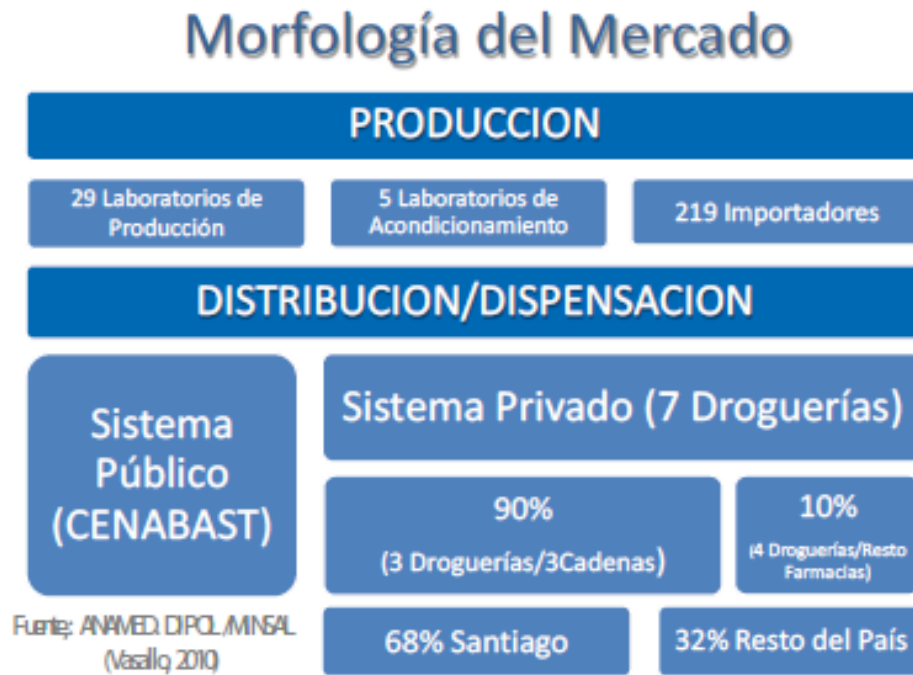 Morfología del Mercado
PRODUCCION
29 Laboratorios de
Producción
5 Laboratorios de
Acondicionamiento
219 Importadores
DISTRIBUCION/DISPENSACION
Sistema
Público
(CENABAST)
Sistema Privado (7 Droguerías)
90%
(3 Droguerías/3Cadenas)
10%
(4 Droguerías/Resto
Farmacias)
68% Santiago
32% Resto del País
Fuente: ANAMED. DIPOL /MINSAL
(Vasallo, 2010)